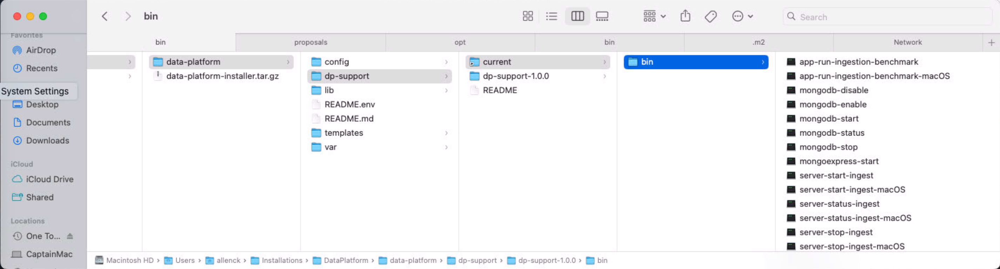 bin
Search
Favorites
AirDrop
Recents
System Settings
Desktop
Documents
Downloads
iCloud
iCloud Drive
Shared
Locations
One To...
CaptainMac
bin
proposals
opt
bin
.m2
Network
data-platform
data-platform-installer.tar.gz
config
dp-support
lib
README.env
README.md
templates
var
current
dp-support-1.0.0
README
bin
app-run-ingestion-benchmark
app-run-ingestion-benchmark-macOS
mongodb-disable
mongodb-enable
mongodb-start
mongodb-status
mongodb-stop
mongoexpress-start
server-start-ingest
server-start-ingest-macOS
server-status-ingest
server-status-ingest-macOS
server-stop-ingest
server-stop-ingest-macOS
Macintosh HD › Users › allenck › Installations › DataPlatform › data-platform › dp-support › dp-support-1.0.0 › bin